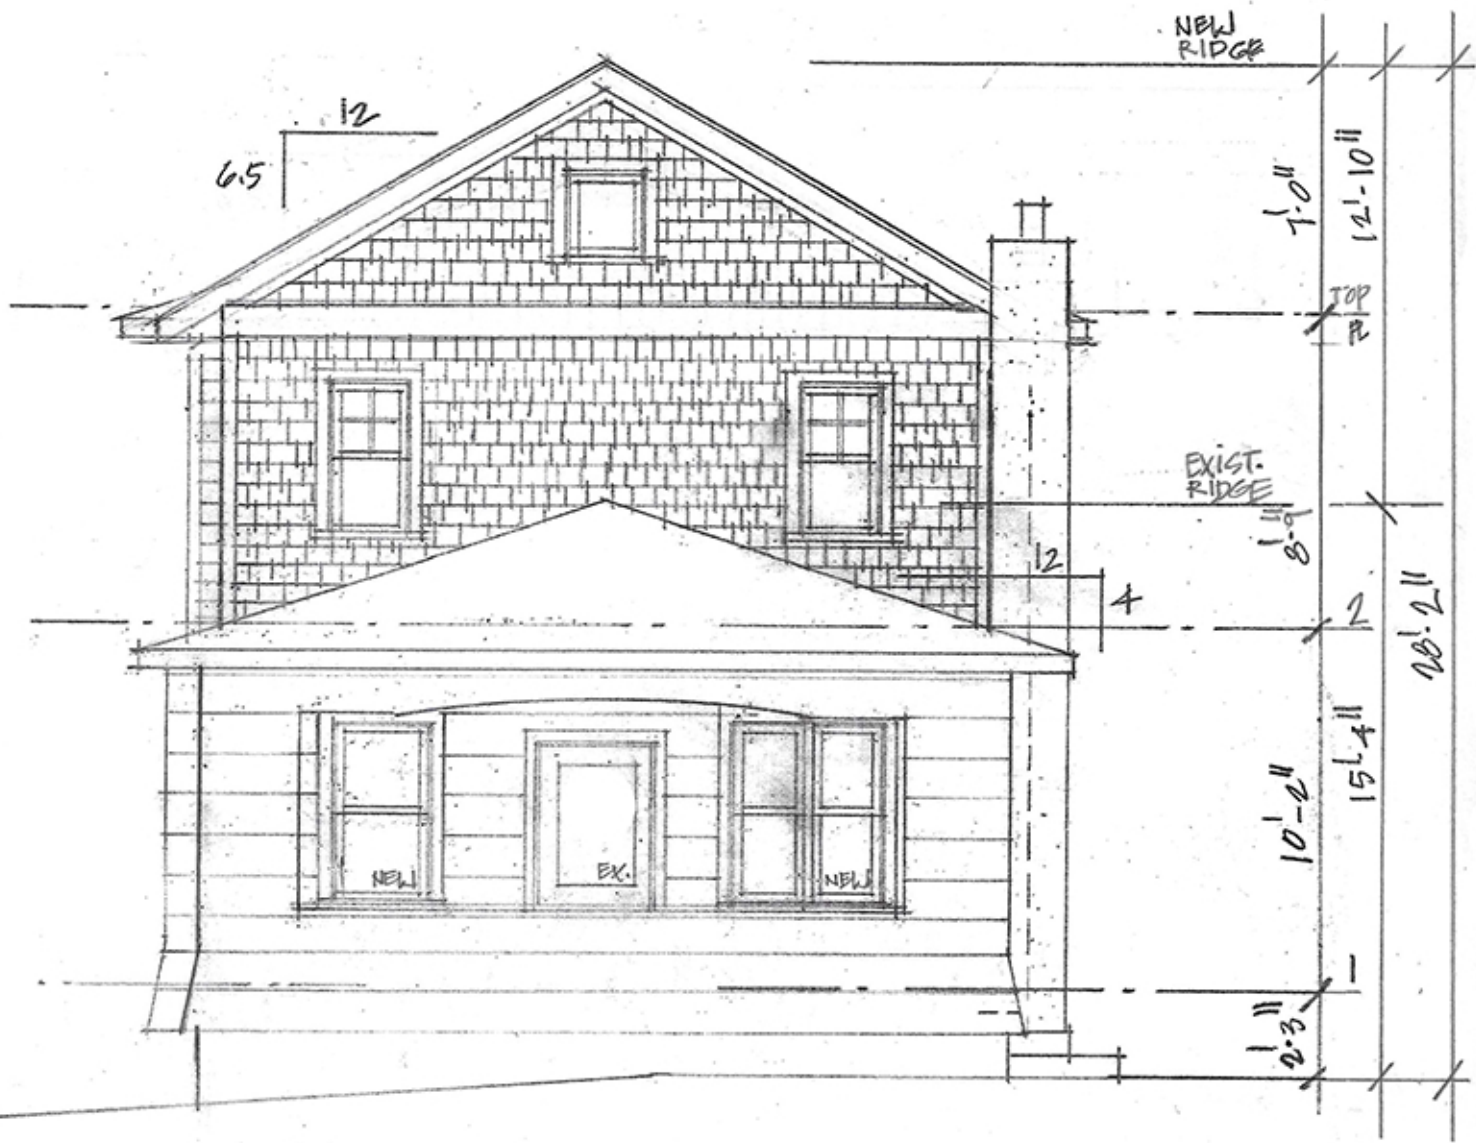 NEW
RIDGE
12
6.5
7'-0"
12'-10"
TOP
PL
EXIST.
RIDGE
8'-9"
12
4
2
28'-2"
15'-4"
10'-2"
NEW
EX.
NEW
1
2'-3"